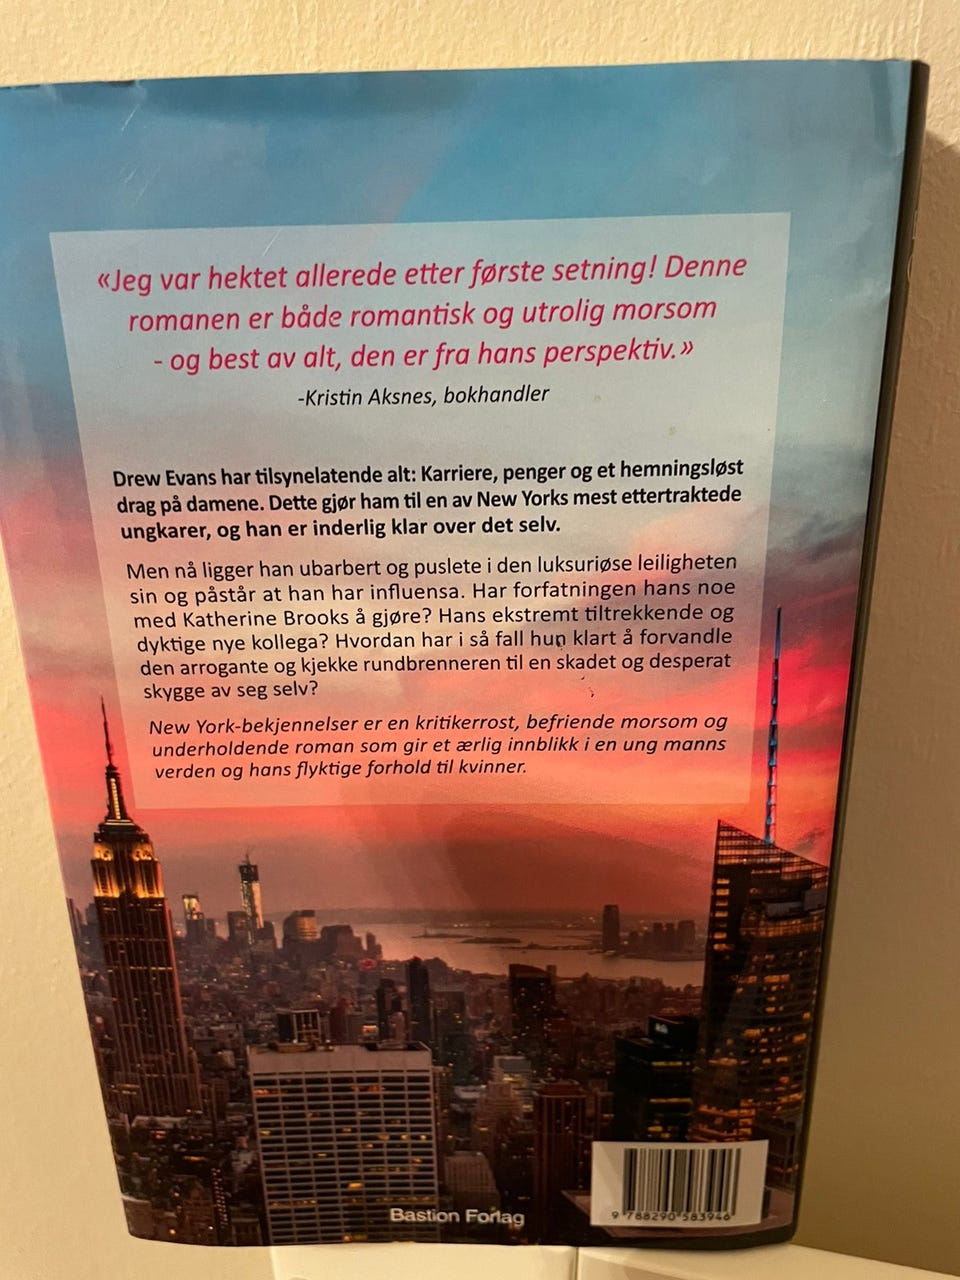 «Jeg var hektet allerede etter første setning! Denne
romanen er både romantisk og utrolig morsom
- og best av alt, den er fra hans perspektiv.»
-Kristin Aksnes, bokhandler
Drew Evans har tilsynelatende alt: Karriere, penger og et hemningsløst
drag på damene. Dette gjør ham til en av New Yorks mest ettertraktede
ungkarer, og han er inderlig klar over det selv.
Men nå ligger han ubarbert og puslete i den luksuriøse leiligheten
sin og påstår at han har influensa. Har forfatningen hans noe
med Katherine Brooks å gjøre? Hans ekstremt tiltrekkende og
dyktige nye kollega? Hvordan har i så fall hun klart å forvandle
den arrogante og kjekke rundbrenneren til en skadet og desperat
skygge av seg selv?
New York-bekjennelser er en kritikerrost, befriende morsom og
underholdende roman som gir et ærlig innblikk i en ung manns
verden og hans flyktige forhold til kvinner.
Bastion Forlag
9 788290 583946